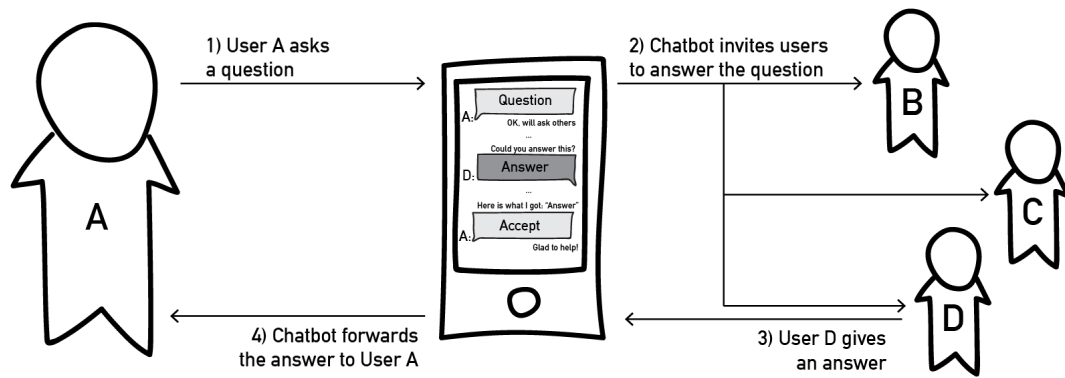 1) User A asks
a question
2) Chatbot invites users
to answer the question
A
B
C
D
A: Question
OK, will ask others
...
Could you answer this?
D: Answer
...
Here is what I got: "Answer"
A: Accept
Glad to help!
4) Chatbot forwards
the answer to User A
3) User D gives
an answer